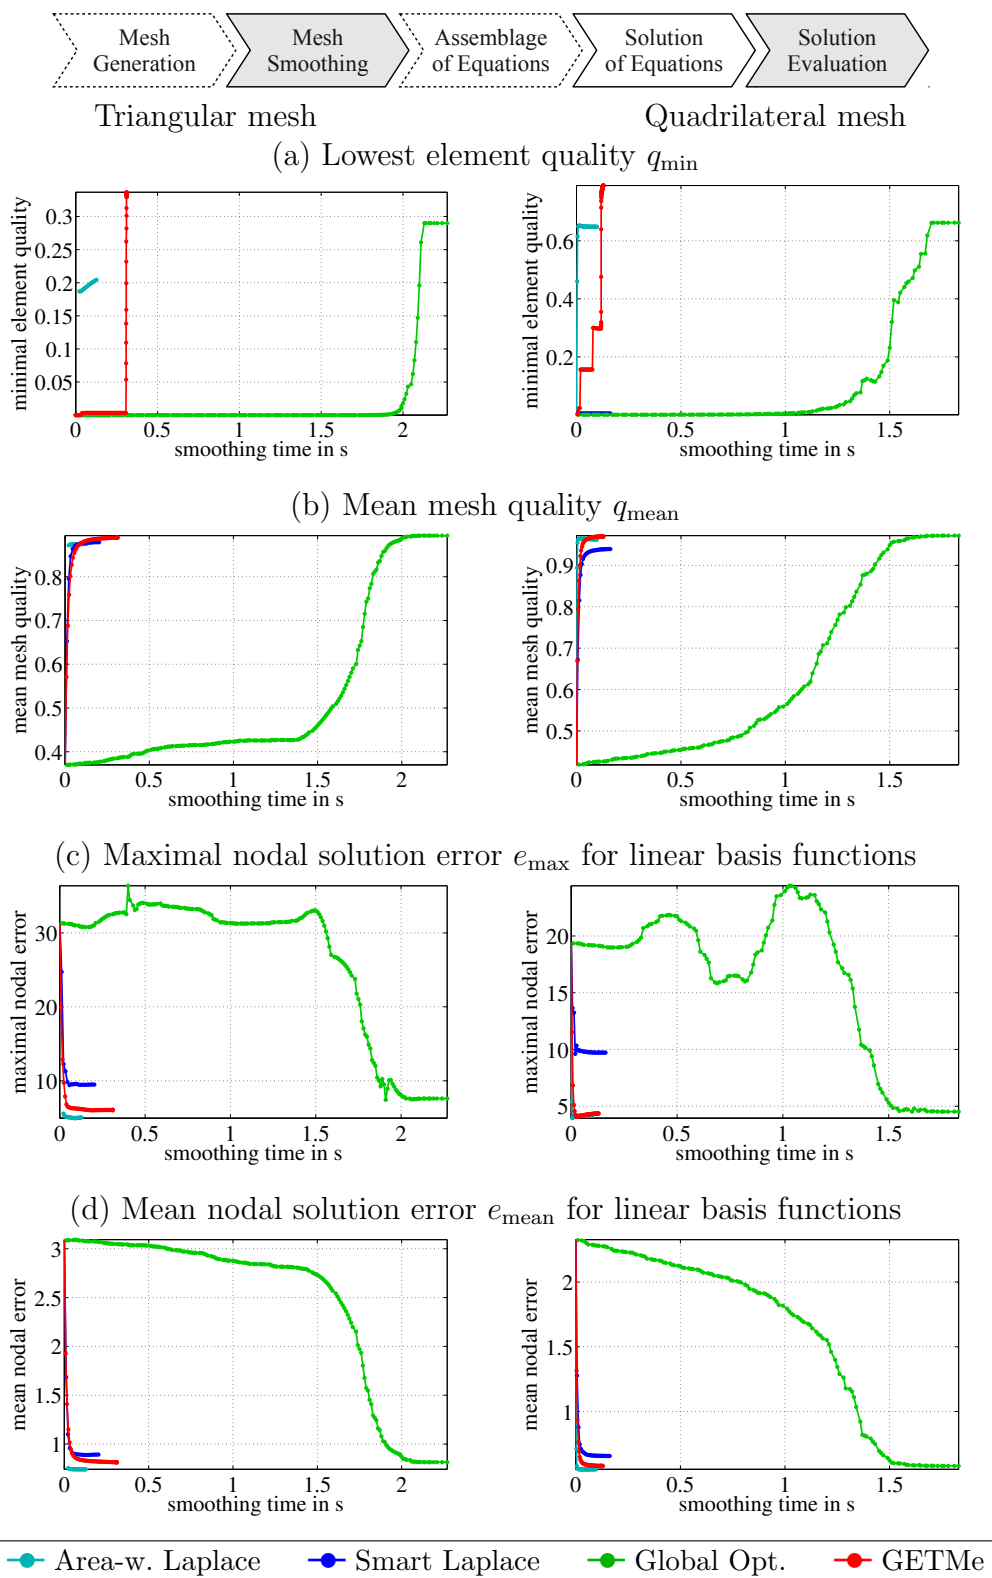 Mesh Generation
Mesh Smoothing
Assemblage of Equations
Solution of Equations
Solution Evaluation
Triangular mesh
Quadrilateral mesh
(a) Lowest element quality qmin
minimal element quality
0.3
0.25
0.2
0.15
0.1
0.05
0
0.5
1
1.5
2
smoothing time in s
minimal element quality
0.6
0.4
0.2
0
0.5
1
1.5
smoothing time in s
(b) Mean mesh quality qmean
mean mesh quality
0.8
0.7
0.6
0.5
0.4
0
0.5
1
1.5
2
smoothing time in s
mean mesh quality
0.9
0.8
0.7
0.6
0.5
0
0.5
1
1.5
smoothing time in s
(c) Maximal nodal solution error emax for linear basis functions
maximal nodal error
30
20
10
0
0.5
1
1.5
2
smoothing time in s
maximal nodal error
20
15
10
5
0
0.5
1
1.5
smoothing time in s
(d) Mean nodal solution error emean for linear basis functions
mean nodal error
3
2.5
2
1.5
1
0
0.5
1
1.5
2
smoothing time in s
mean nodal error
2
1.5
1
0
0.5
1
1.5
smoothing time in s
Area-w. Laplace
Smart Laplace
Global Opt.
GETMe